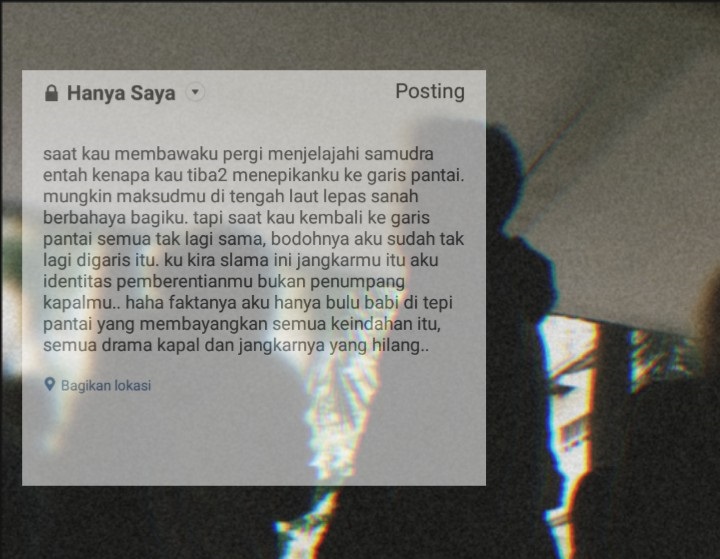 Hanya Saya
Posting
saat kau membawaku pergi menjelajahi samudra
entah kenapa kau tiba2 menepikanku ke garis pantai.
mungkin maksudmu di tengah laut lepas sanah
berbahaya bagiku. tapi saat kau kembali ke garis
pantai semua tak lagi sama, bodohnya aku sudah tak
lagi digaris itu. ku kira slama ini jangkarmu itu aku
identitas pemberentianmu bukan penumpang
kapalmu.. haha faktanya aku hanya bulu babi di tepi
pantai yang membayangkan semua keindahan itu,
semua drama kapal dan jangkarnya yang hilang..
Bagikan lokasi